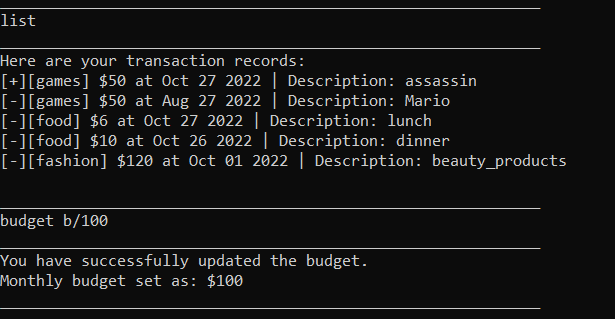 list
Here are your transaction records:
[+][games] $50 at Oct 27 2022 | Description: assassin
[-][games] $50 at Aug 27 2022 | Description: Mario
[-][food] $6 at Oct 27 2022 | Description: lunch
[-][food] $10 at Oct 26 2022 | Description: dinner
[-][fashion] $120 at Oct 01 2022 | Description: beauty_products
budget b/100
You have successfully updated the budget.
Monthly budget set as: $100